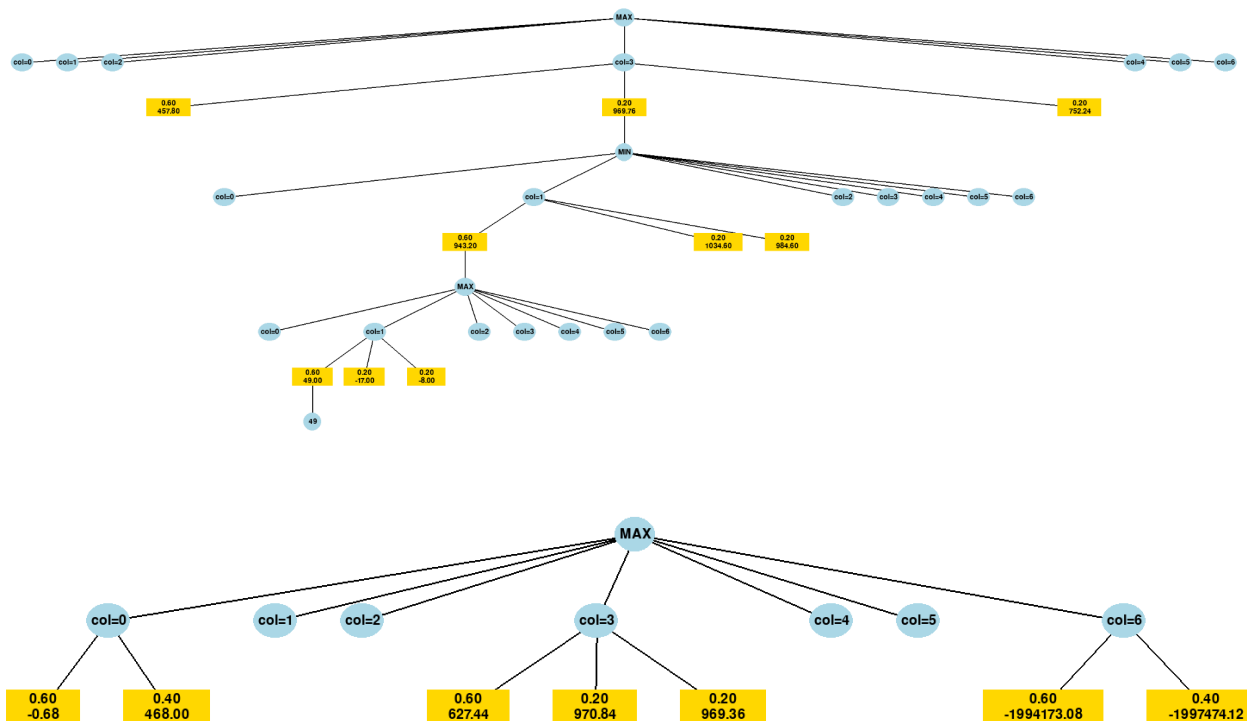 MAX
col=0 col=1 col=2 col=3 col=4 col=5 col=6
0.60 0.20 0.20
457.80 969.76 752.24
MIN
col=0 col=1 col=2 col=3 col=4 col=5 col=6
0.60 0.20 0.20
943.20 1034.60 984.60
MAX
col=0 col=1 col=2 col=3 col=4 col=5 col=6
0.60 0.20 0.20
49.00 -17.00 -8.00
49
MAX
col=0 col=1 col=2 col=3 col=4 col=5 col=6
0.60 0.40 0.60 0.20 0.20 0.60 0.40
-0.68 468.00 627.44 970.84 969.36 -1994173.08 -1997474.12